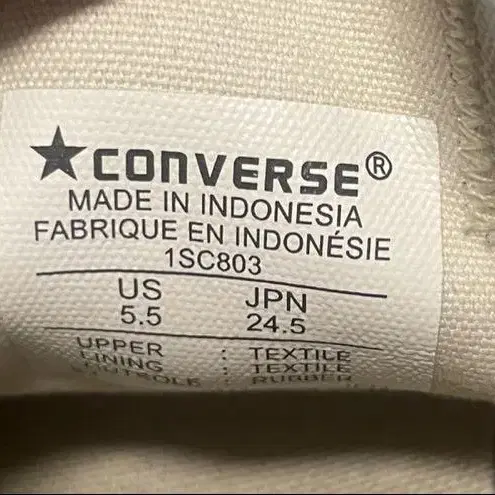 ★CONVERSE®
MADE IN INDONESIA
FABRIQUE EN INDONÉSIE
1SC803
US JPN
5.5 24.5
UPPER : TEXTILE
LINING : TEXTILE
: RUBBER